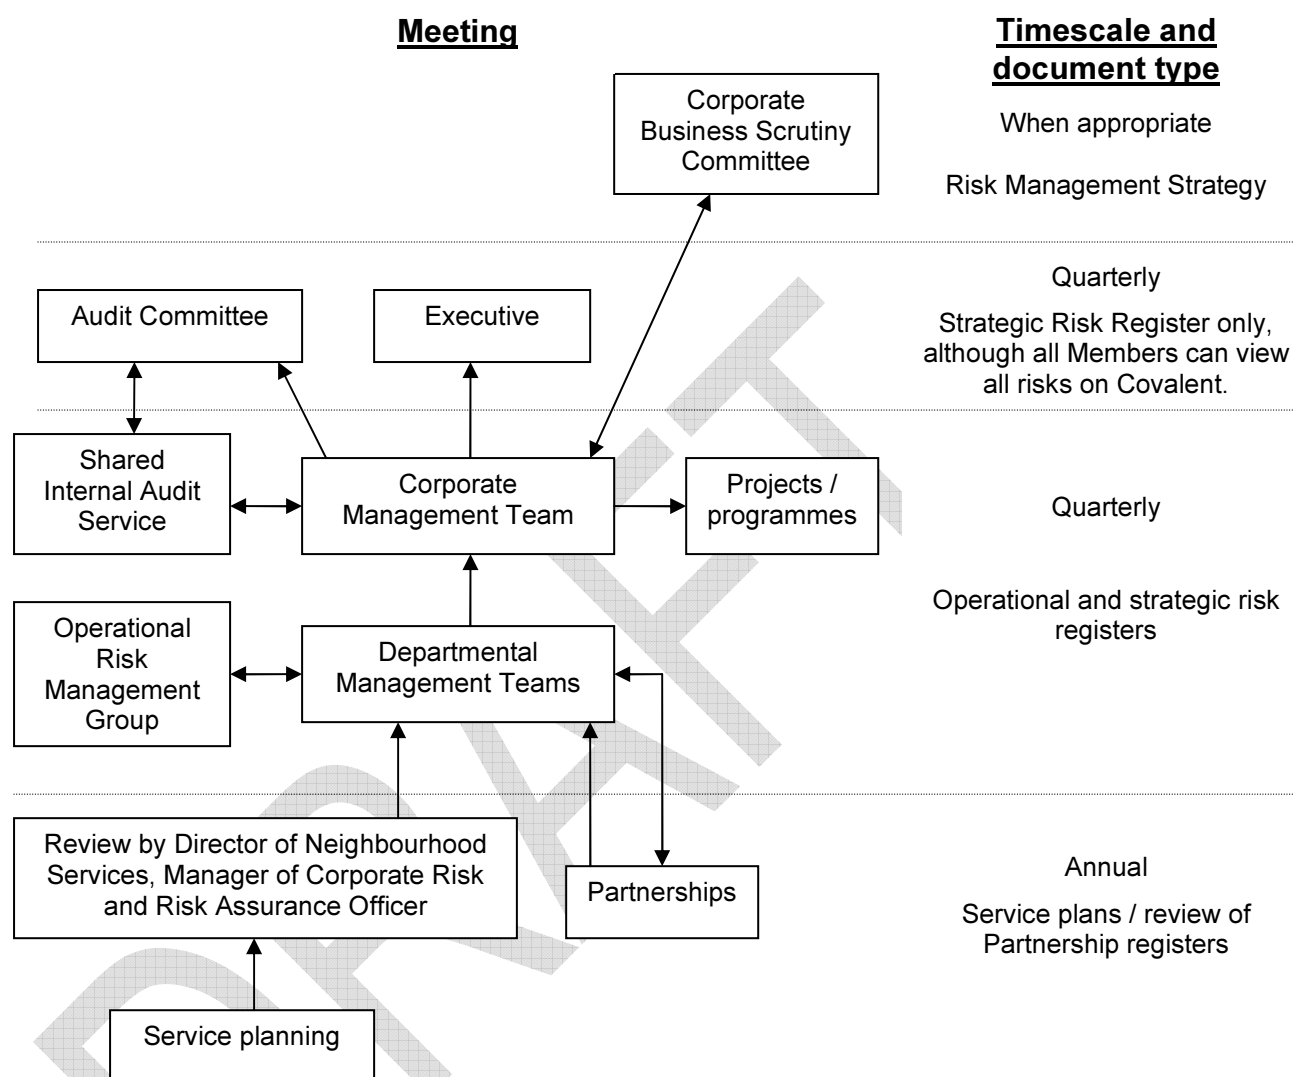 Meeting
Timescale and
document type
Corporate
Business Scrutiny
Committee
When appropriate
Risk Management Strategy
Audit Committee
Executive
Quarterly
Strategic Risk Register only,
although all Members can view
all risks on Covalent.
Shared
Internal Audit
Service
Corporate
Management Team
Projects /
programmes
Quarterly
Operational and strategic risk
registers
Operational
Risk
Management
Group
Departmental
Management Teams
Review by Director of Neighbourhood
Services, Manager of Corporate Risk
and Risk Assurance Officer
Partnerships
Annual
Service plans / review of
Partnership registers
Service planning
DRAFT